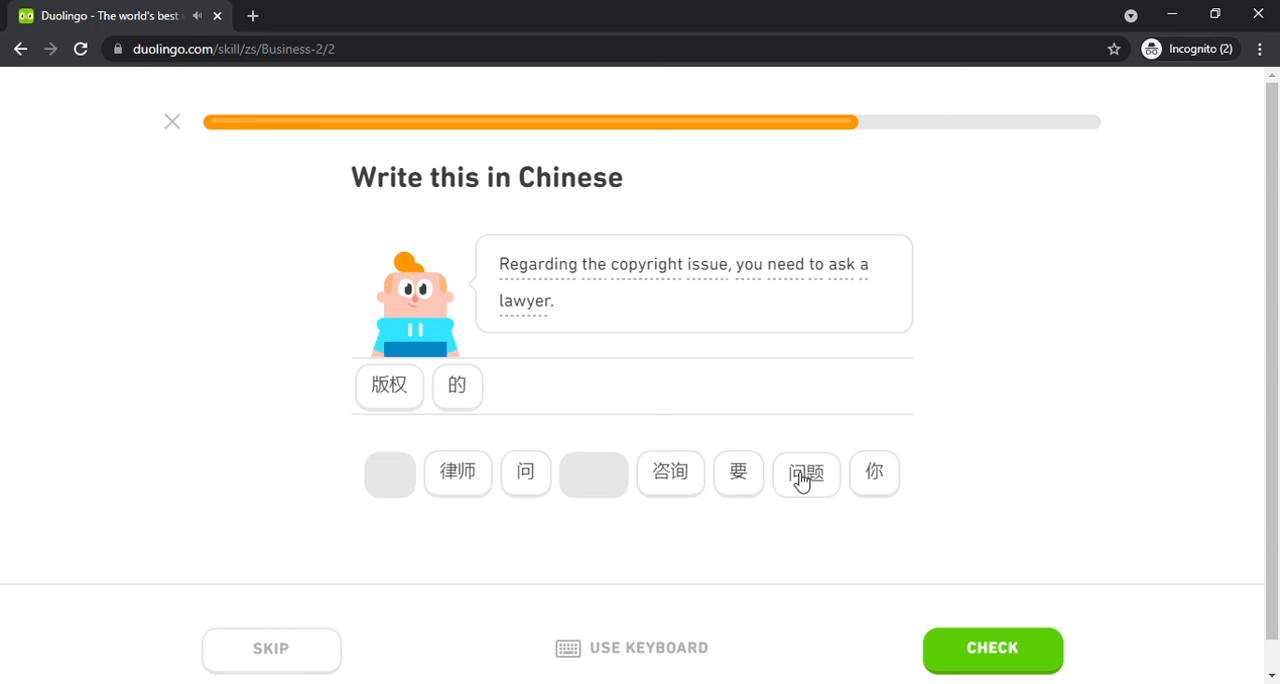 Duolingo - The world's best
duolingo.com/skill/zs/Business-2/2
Incognito (2)
Write this in Chinese
Regarding the copyright issue, you need to ask a
lawyer.
版权 的
律师 问 咨询 要 问题 你
SKIP USE KEYBOARD CHECK